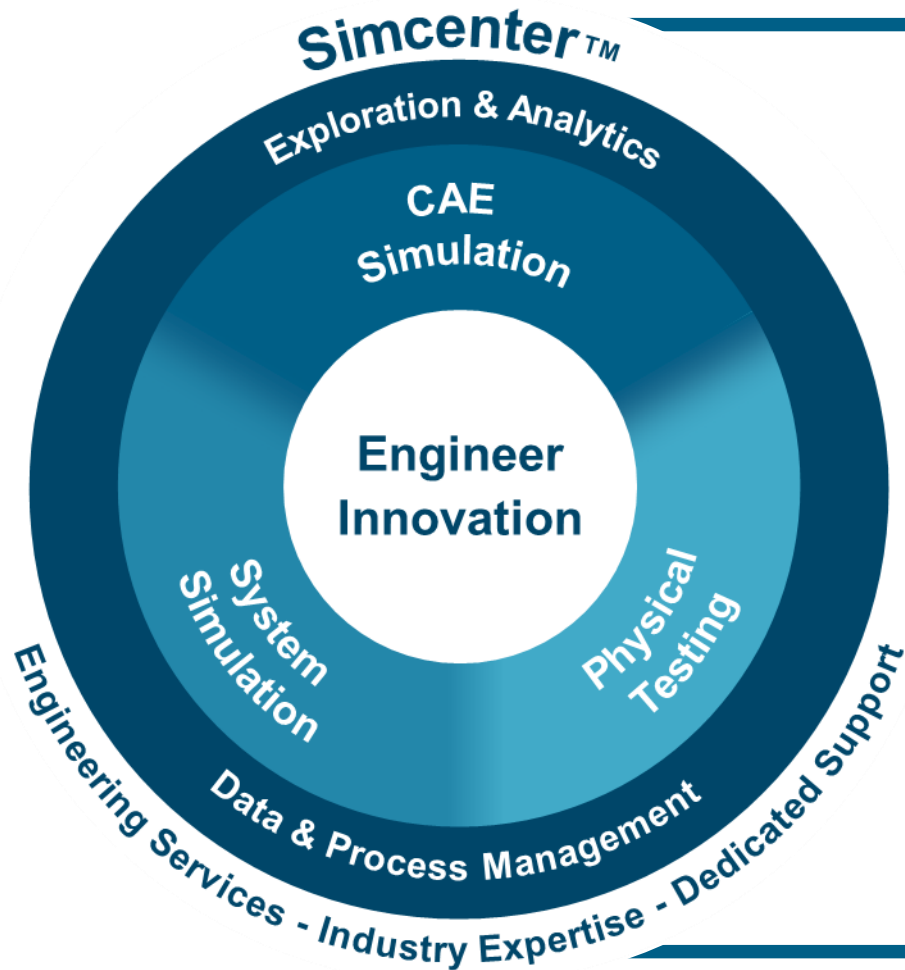 Simcenter™
Exploration & Analytics
CAE
Simulation
Engineer
Innovation
System
Simulation
Physical
Testing
Data & Process Management
Engineering Services - Industry Expertise - Dedicated Support